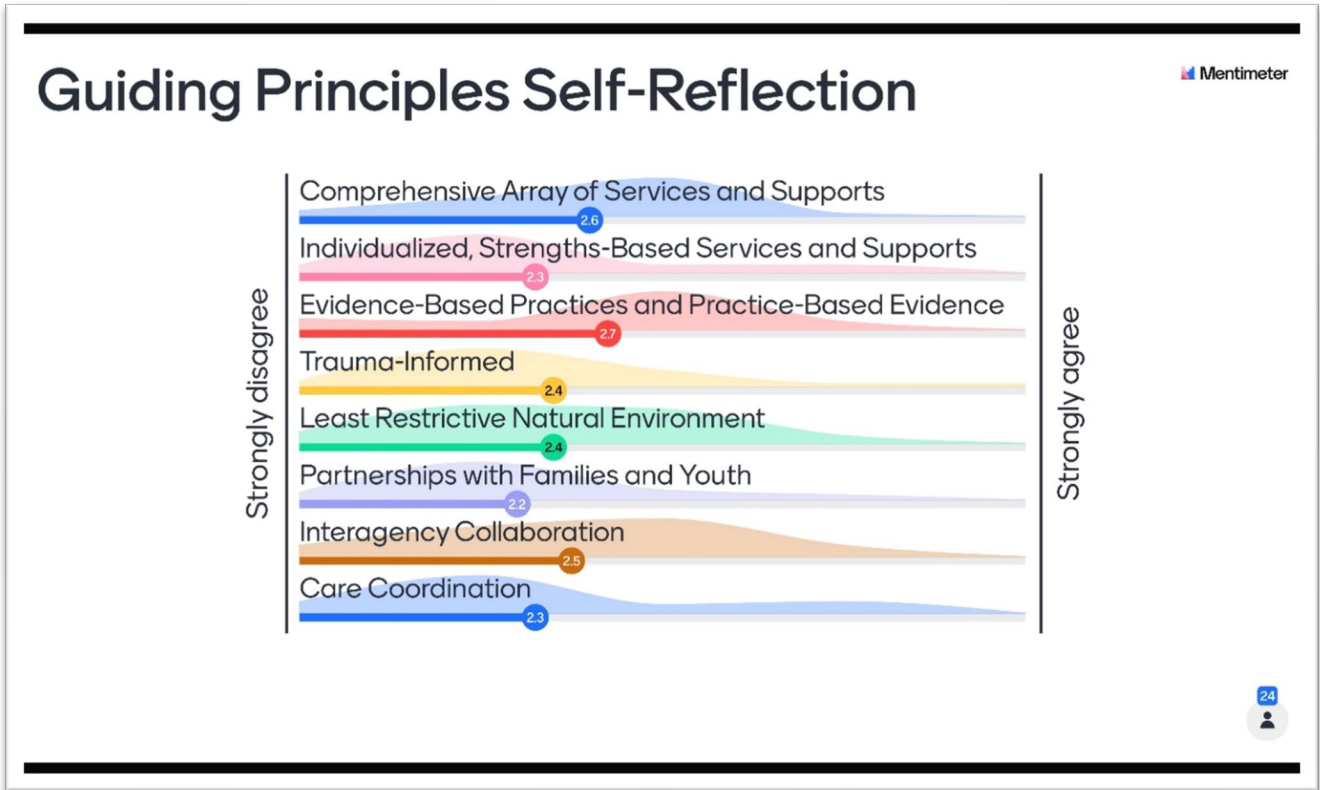 Guiding Principles Self-Reflection
Mentimeter
Strongly disagree
Comprehensive Array of Services and Supports
2.6
Individualized, Strengths-Based Services and Supports
2.3
Evidence-Based Practices and Practice-Based Evidence
2.7
Trauma-Informed
2.4
Least Restrictive Natural Environment
2.4
Partnerships with Families and Youth
2.2
Interagency Collaboration
2.5
Care Coordination
2.3
Strongly agree
24